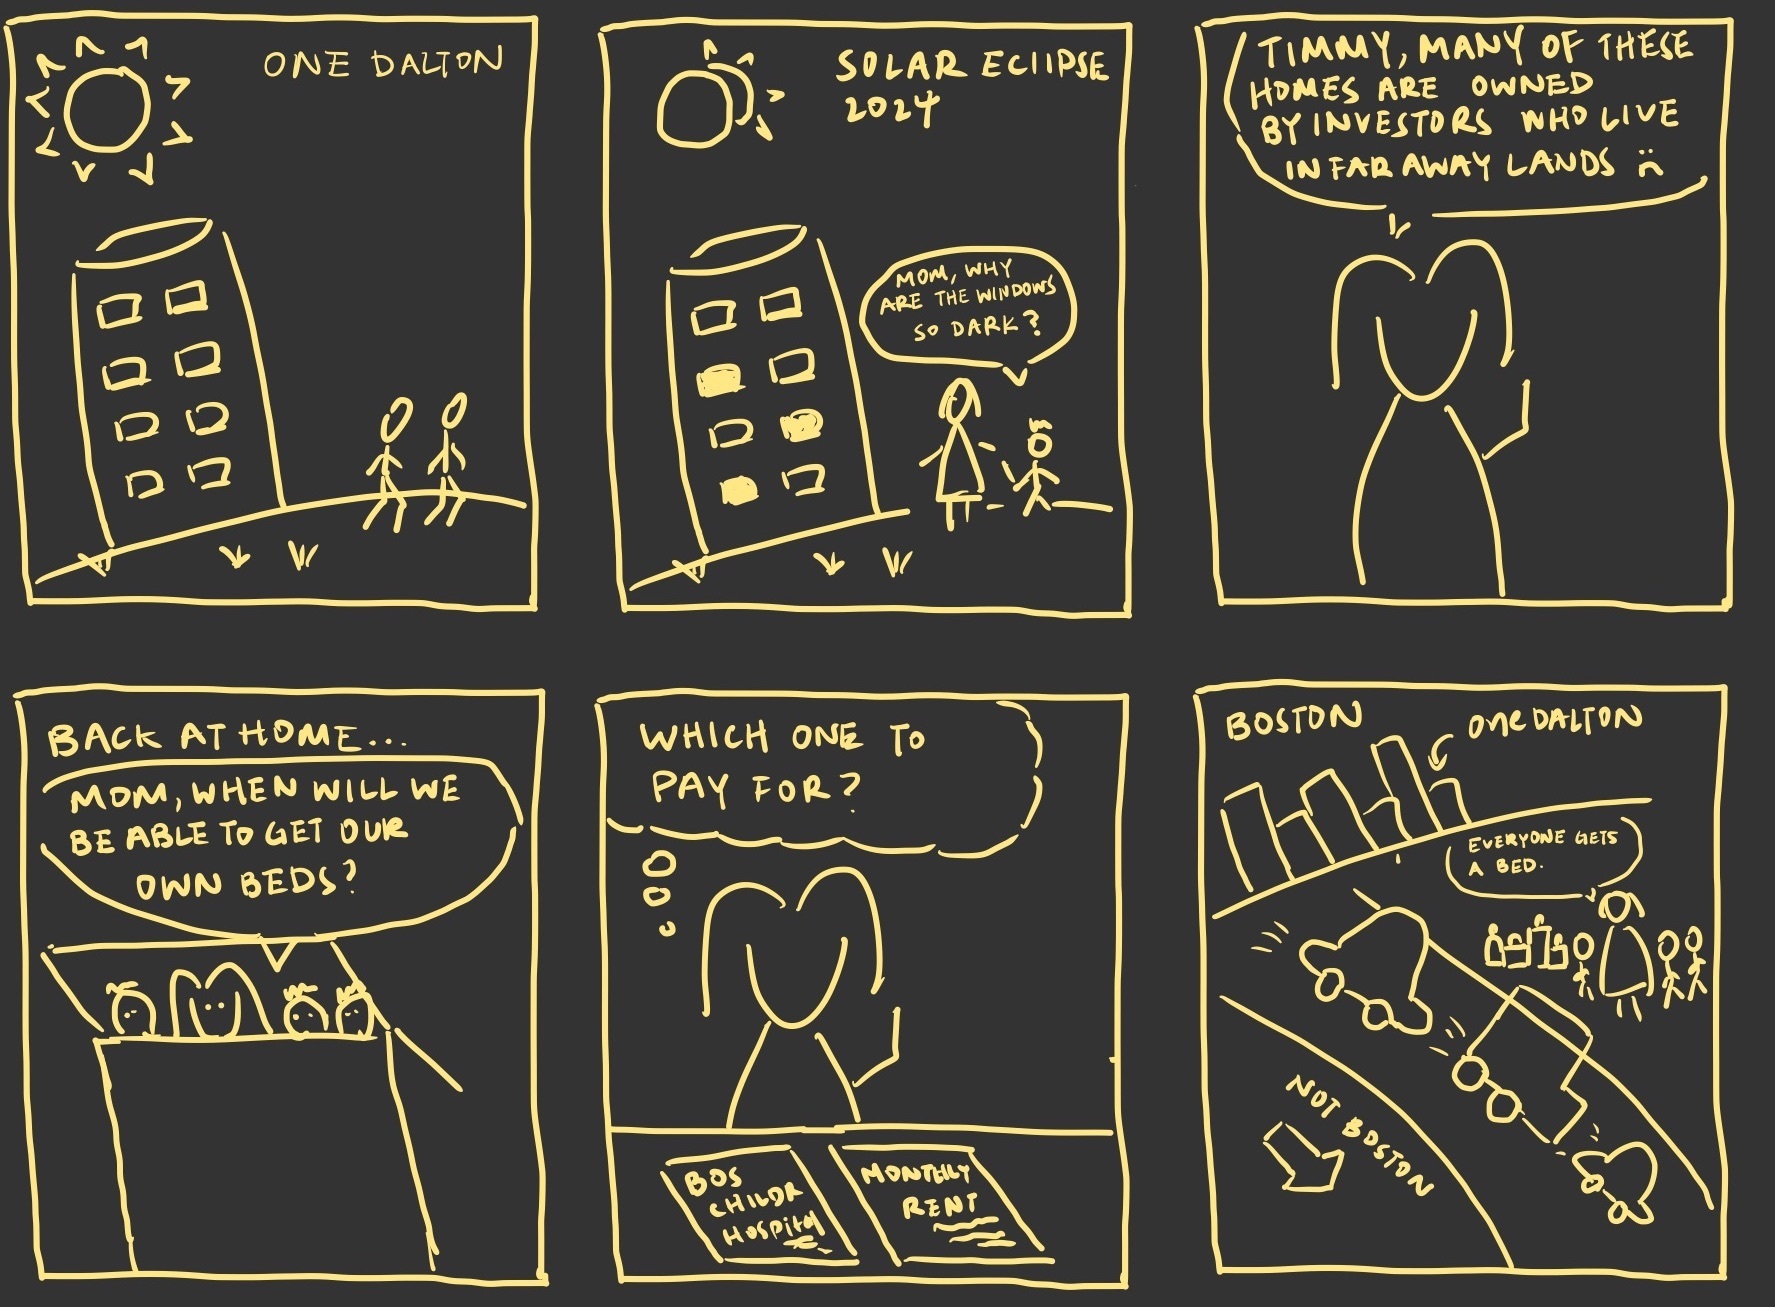 ONE DALTON
SOLAR ECIIPSE
2024
MOM, WHY
ARE THE WINDOWS
SO DARK?
TIMMY, MANY OF THESE
HOMES ARE OWNED
BY INVESTORS WHO LIVE
IN FAR AWAY LANDS
BACK AT HOME...
MOM, WHEN WILL WE
BE ABLE TO GET OUR
OWN BEDS?
WHICH ONE TO
PAY FOR?
BOS
CHILDR
HOSPITAL
MONTHLY
RENT
BOSTON
ONE DALTON
EVERYONE GETS
A BED.
NOT BOSTON